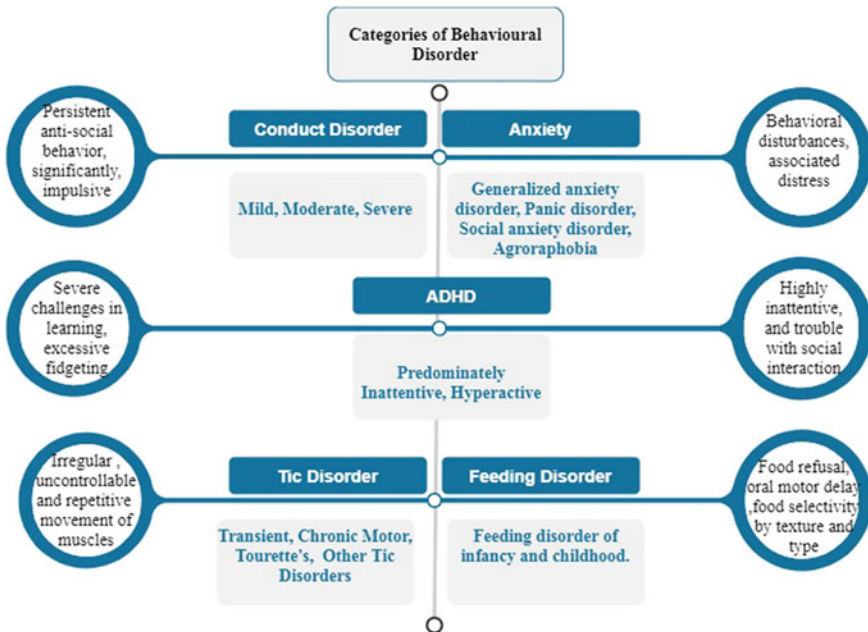 Categories of Behavioural
Disorder
Persistent
anti-social
behavior,
significantly,
impulsive
Conduct Disorder
Mild, Moderate, Severe
Anxiety
Generalized anxiety
disorder, Panic disorder,
Social anxiety disorder,
Agroraphobia
Behavioral
disturbances,
associated
distress
Severe
challenges in
learning,
excessive
fidgeting
ADHD
Predominately
Inattentive, Hyperactive
Highly
inattentive,
and trouble
with social
interaction
Irregular ,
uncontrollable
and repetitive
movement of
muscles
Tic Disorder
Transient, Chronic Motor,
Tourette's, Other Tic
Disorders
Feeding Disorder
Feeding disorder of
infancy and childhood.
Food refusal,
oral motor delay
,food selectivity
by texture and
type